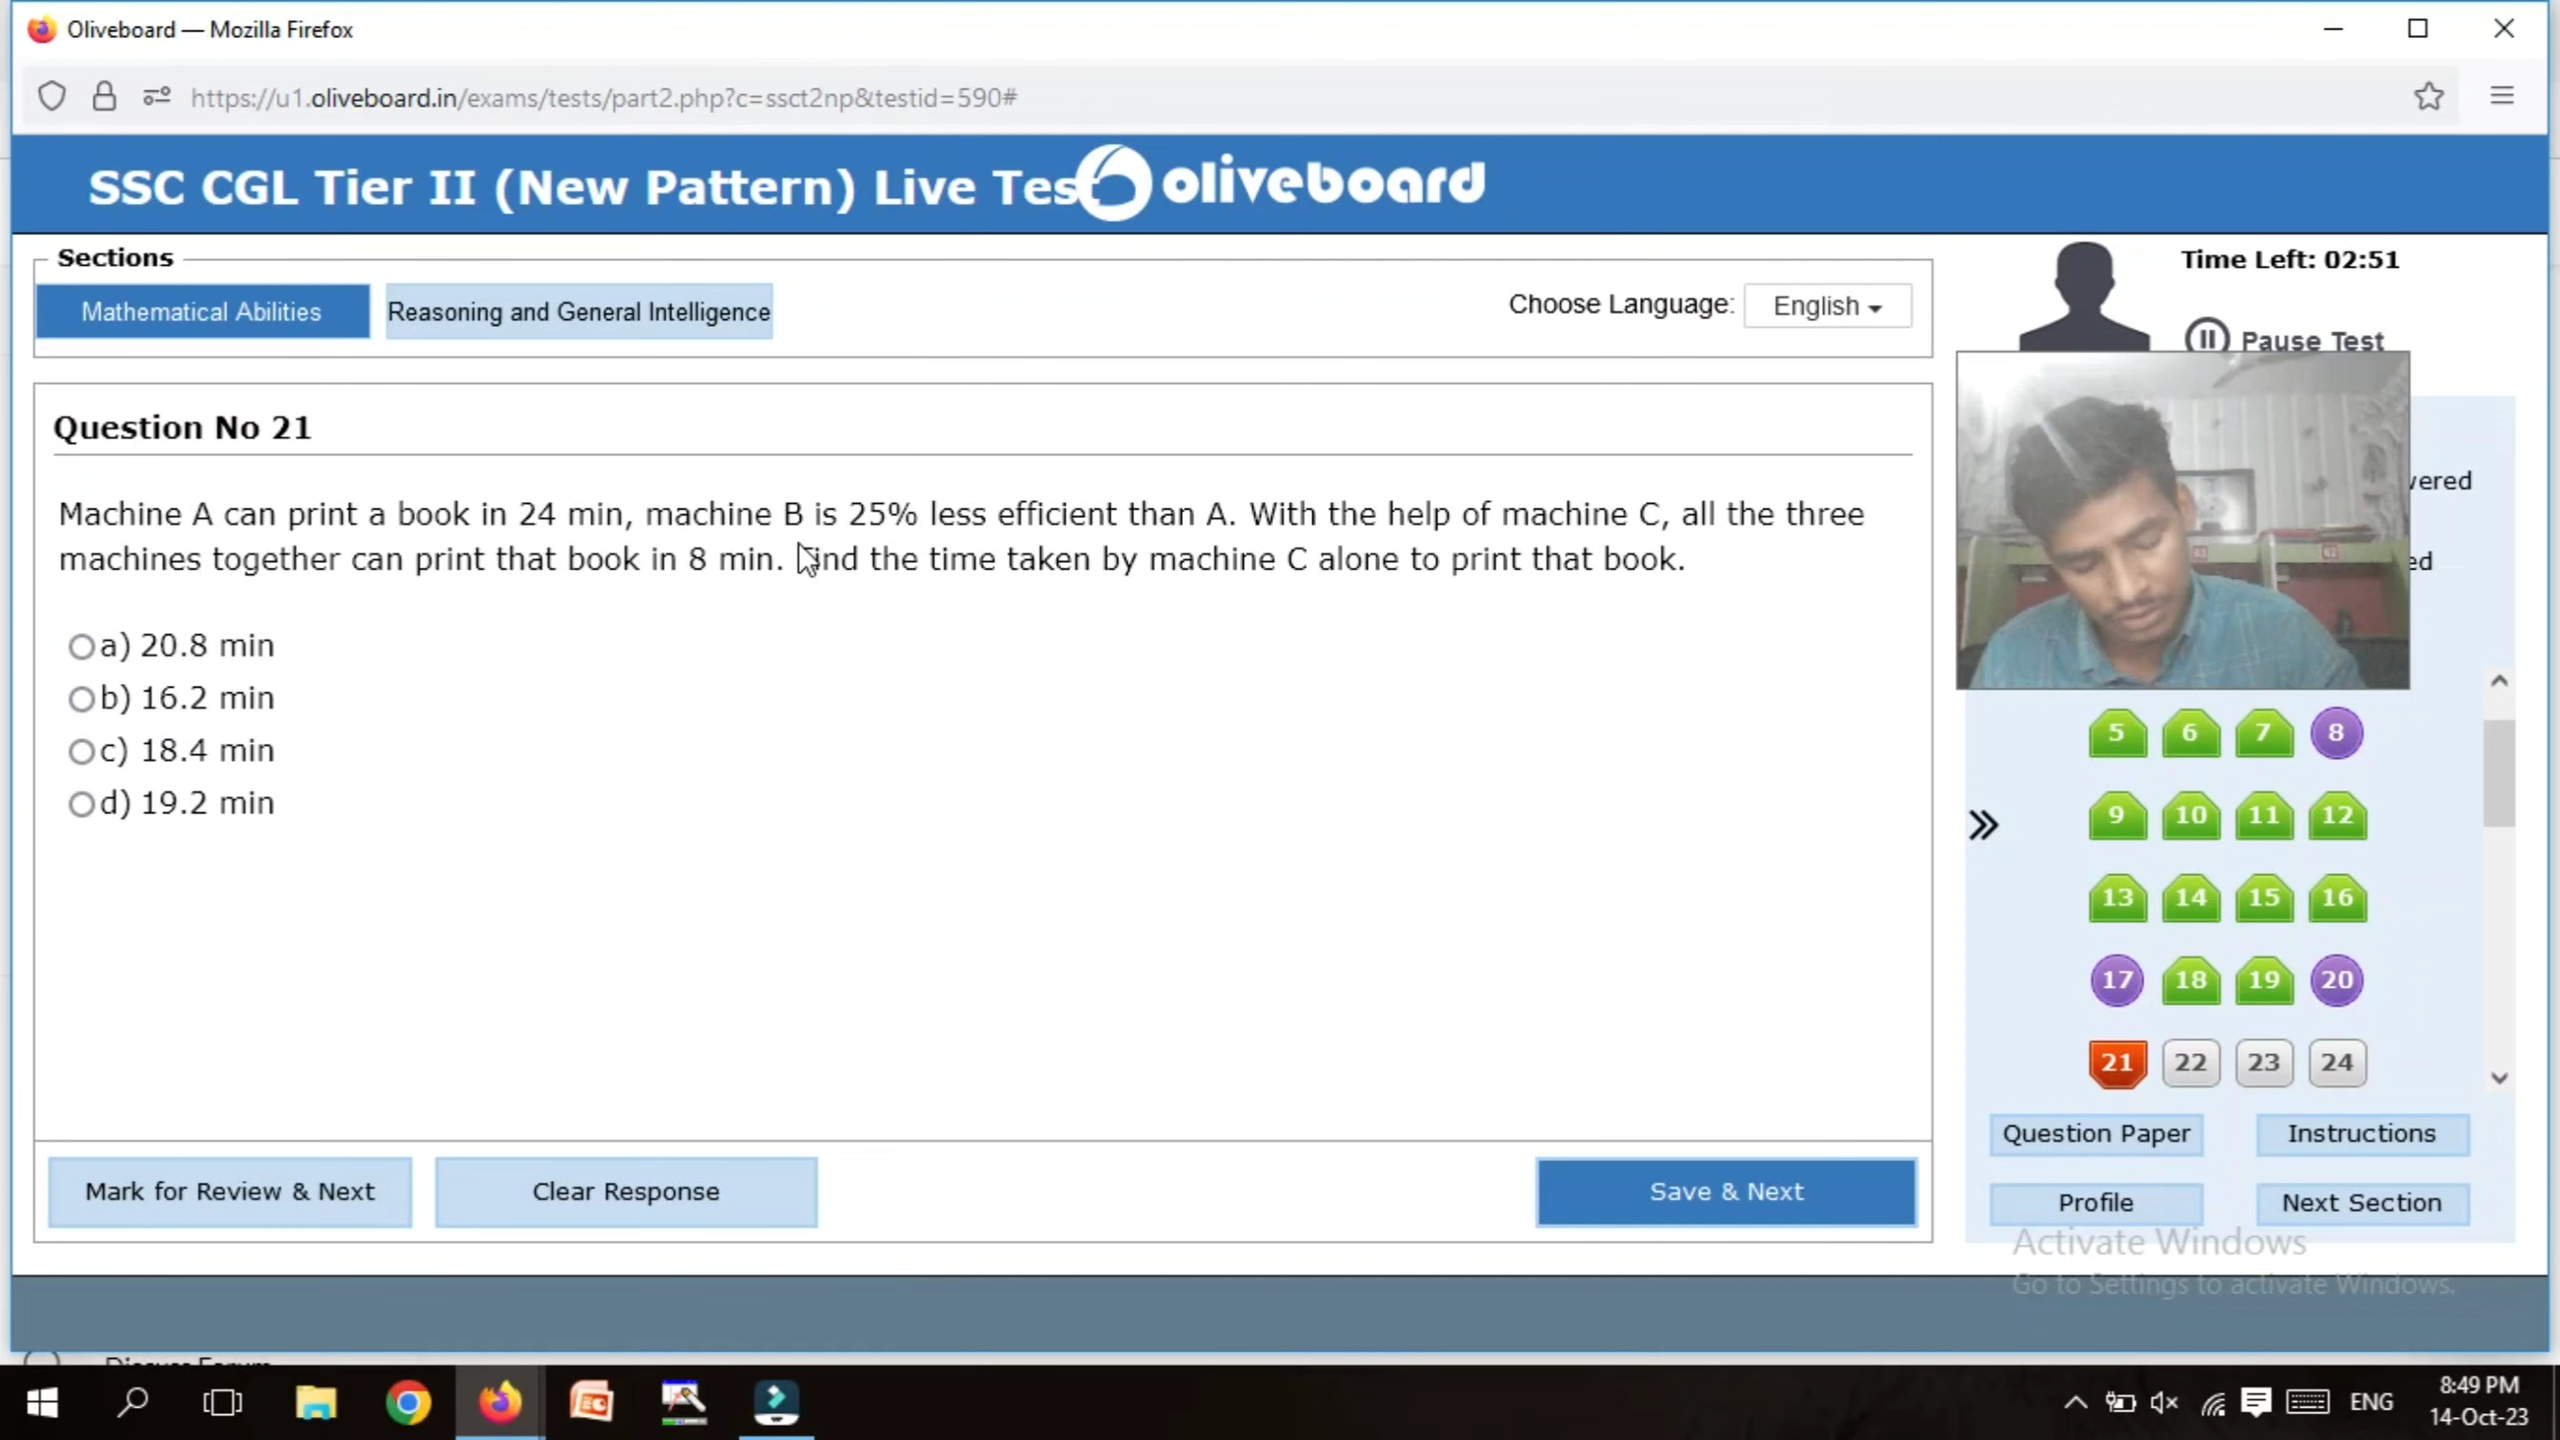 Oliveboard — Mozilla Firefox
https://u1.oliveboard.in/exams/tests/part2.php?c=ssct2np&testid=590#
SSC CGL Tier II (New Pattern) Live Tes
oliveboard
Sections
Mathematical Abilities
Reasoning and General Intelligence
Choose Language:
English
Time Left: 02:51
Pause Test
Question No 21
Machine A can print a book in 24 min, machine B is 25% less efficient than A. With the help of machine C, all the three
machines together can print that book in 8 min. Find the time taken by machine C alone to print that book.
a) 20.8 min
b) 16.2 min
c) 18.4 min
d) 19.2 min
5 6 7 8
9 10 11 12
13 14 15 16
17 18 19 20
21 22 23 24
Question Paper
Instructions
Profile
Next Section
Mark for Review & Next
Clear Response
Save & Next
Activate Windows
Go to Settings to activate Windows.
ENG
8:49 PM
14-Oct-23